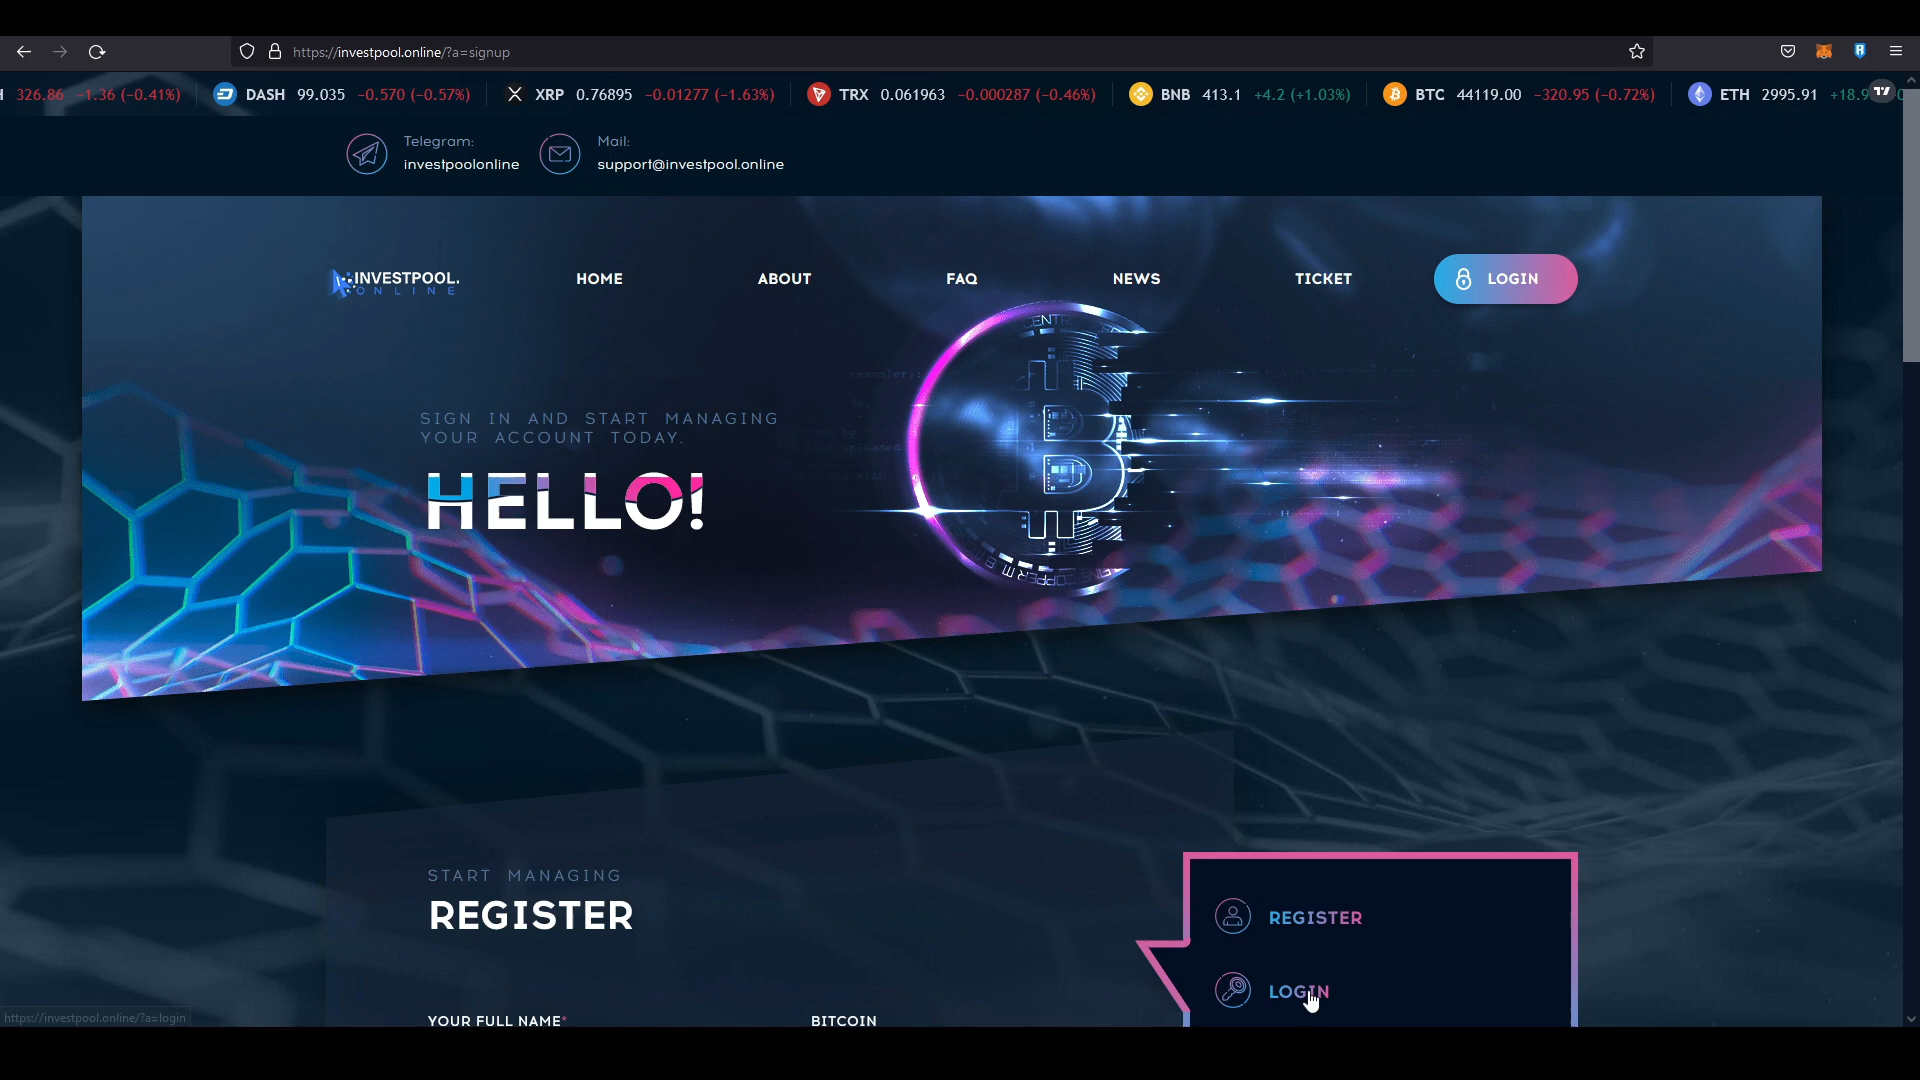 https://investpool.online/?a=signup
326.86 −1.36 (−0.41%) DASH 99.035 −0.570 (−0.57%) XRP 0.76895 −0.01277 (−1.63%) TRX 0.061963 −0.000287 (−0.46%) BNB 413.1 +4.2 (+1.03%) BTC 44119.00 −320.95 (−0.72%) ETH 2995.91
Telegram:
investpoolonline
Mail:
support@investpool.online
INVESTPOOL.
ONLINE
HOME ABOUT FAQ NEWS TICKET LOGIN
SIGN IN AND START MANAGING
YOUR ACCOUNT TODAY.
HELLO!
START MANAGING
REGISTER
REGISTER
LOGIN
YOUR FULL NAME* BITCOIN
https://investpool.online/?a=login